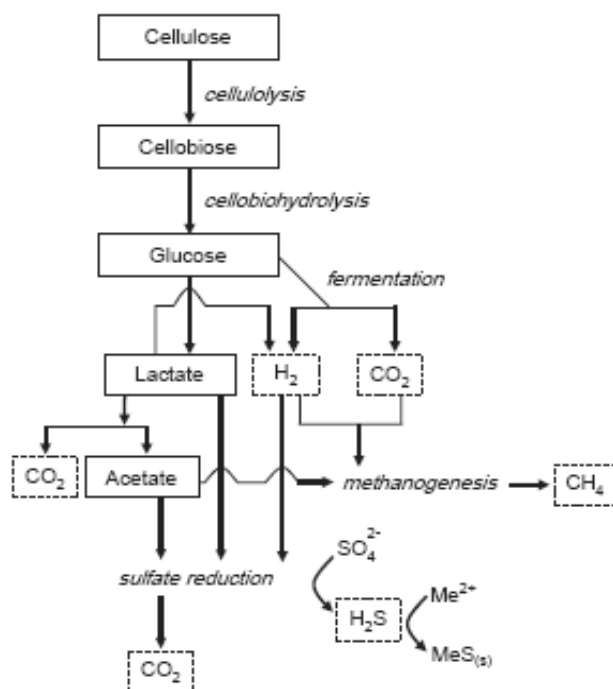 Cellulose
cellulolysis
Cellobiose
cellobiohydrolysis
Glucose
fermentation
Lactate
H₂
CO₂
CO₂
Acetate
methanogenesis
CH₄
SO₄²⁻
sulfate reduction
H₂S
Me²⁺
MeS₍s₎
CO₂